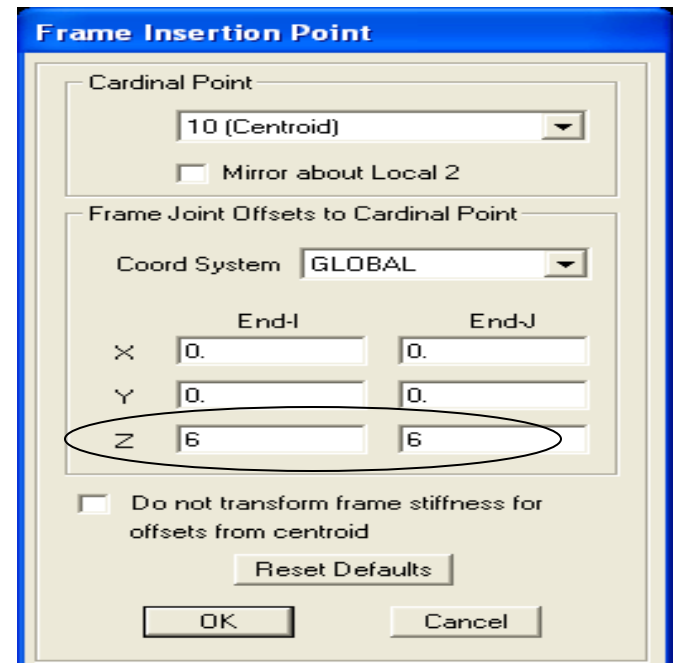 Frame Insertion Point
Cardinal Point
10 (Centroid)
Mirror about Local 2
Frame Joint Offsets to Cardinal Point
Coord System GLOBAL
End-I End-J
X 0. 0.
Y 0. 0.
Z 6 6
Do not transform frame stiffness for
offsets from centroid
Reset Defaults
OK Cancel